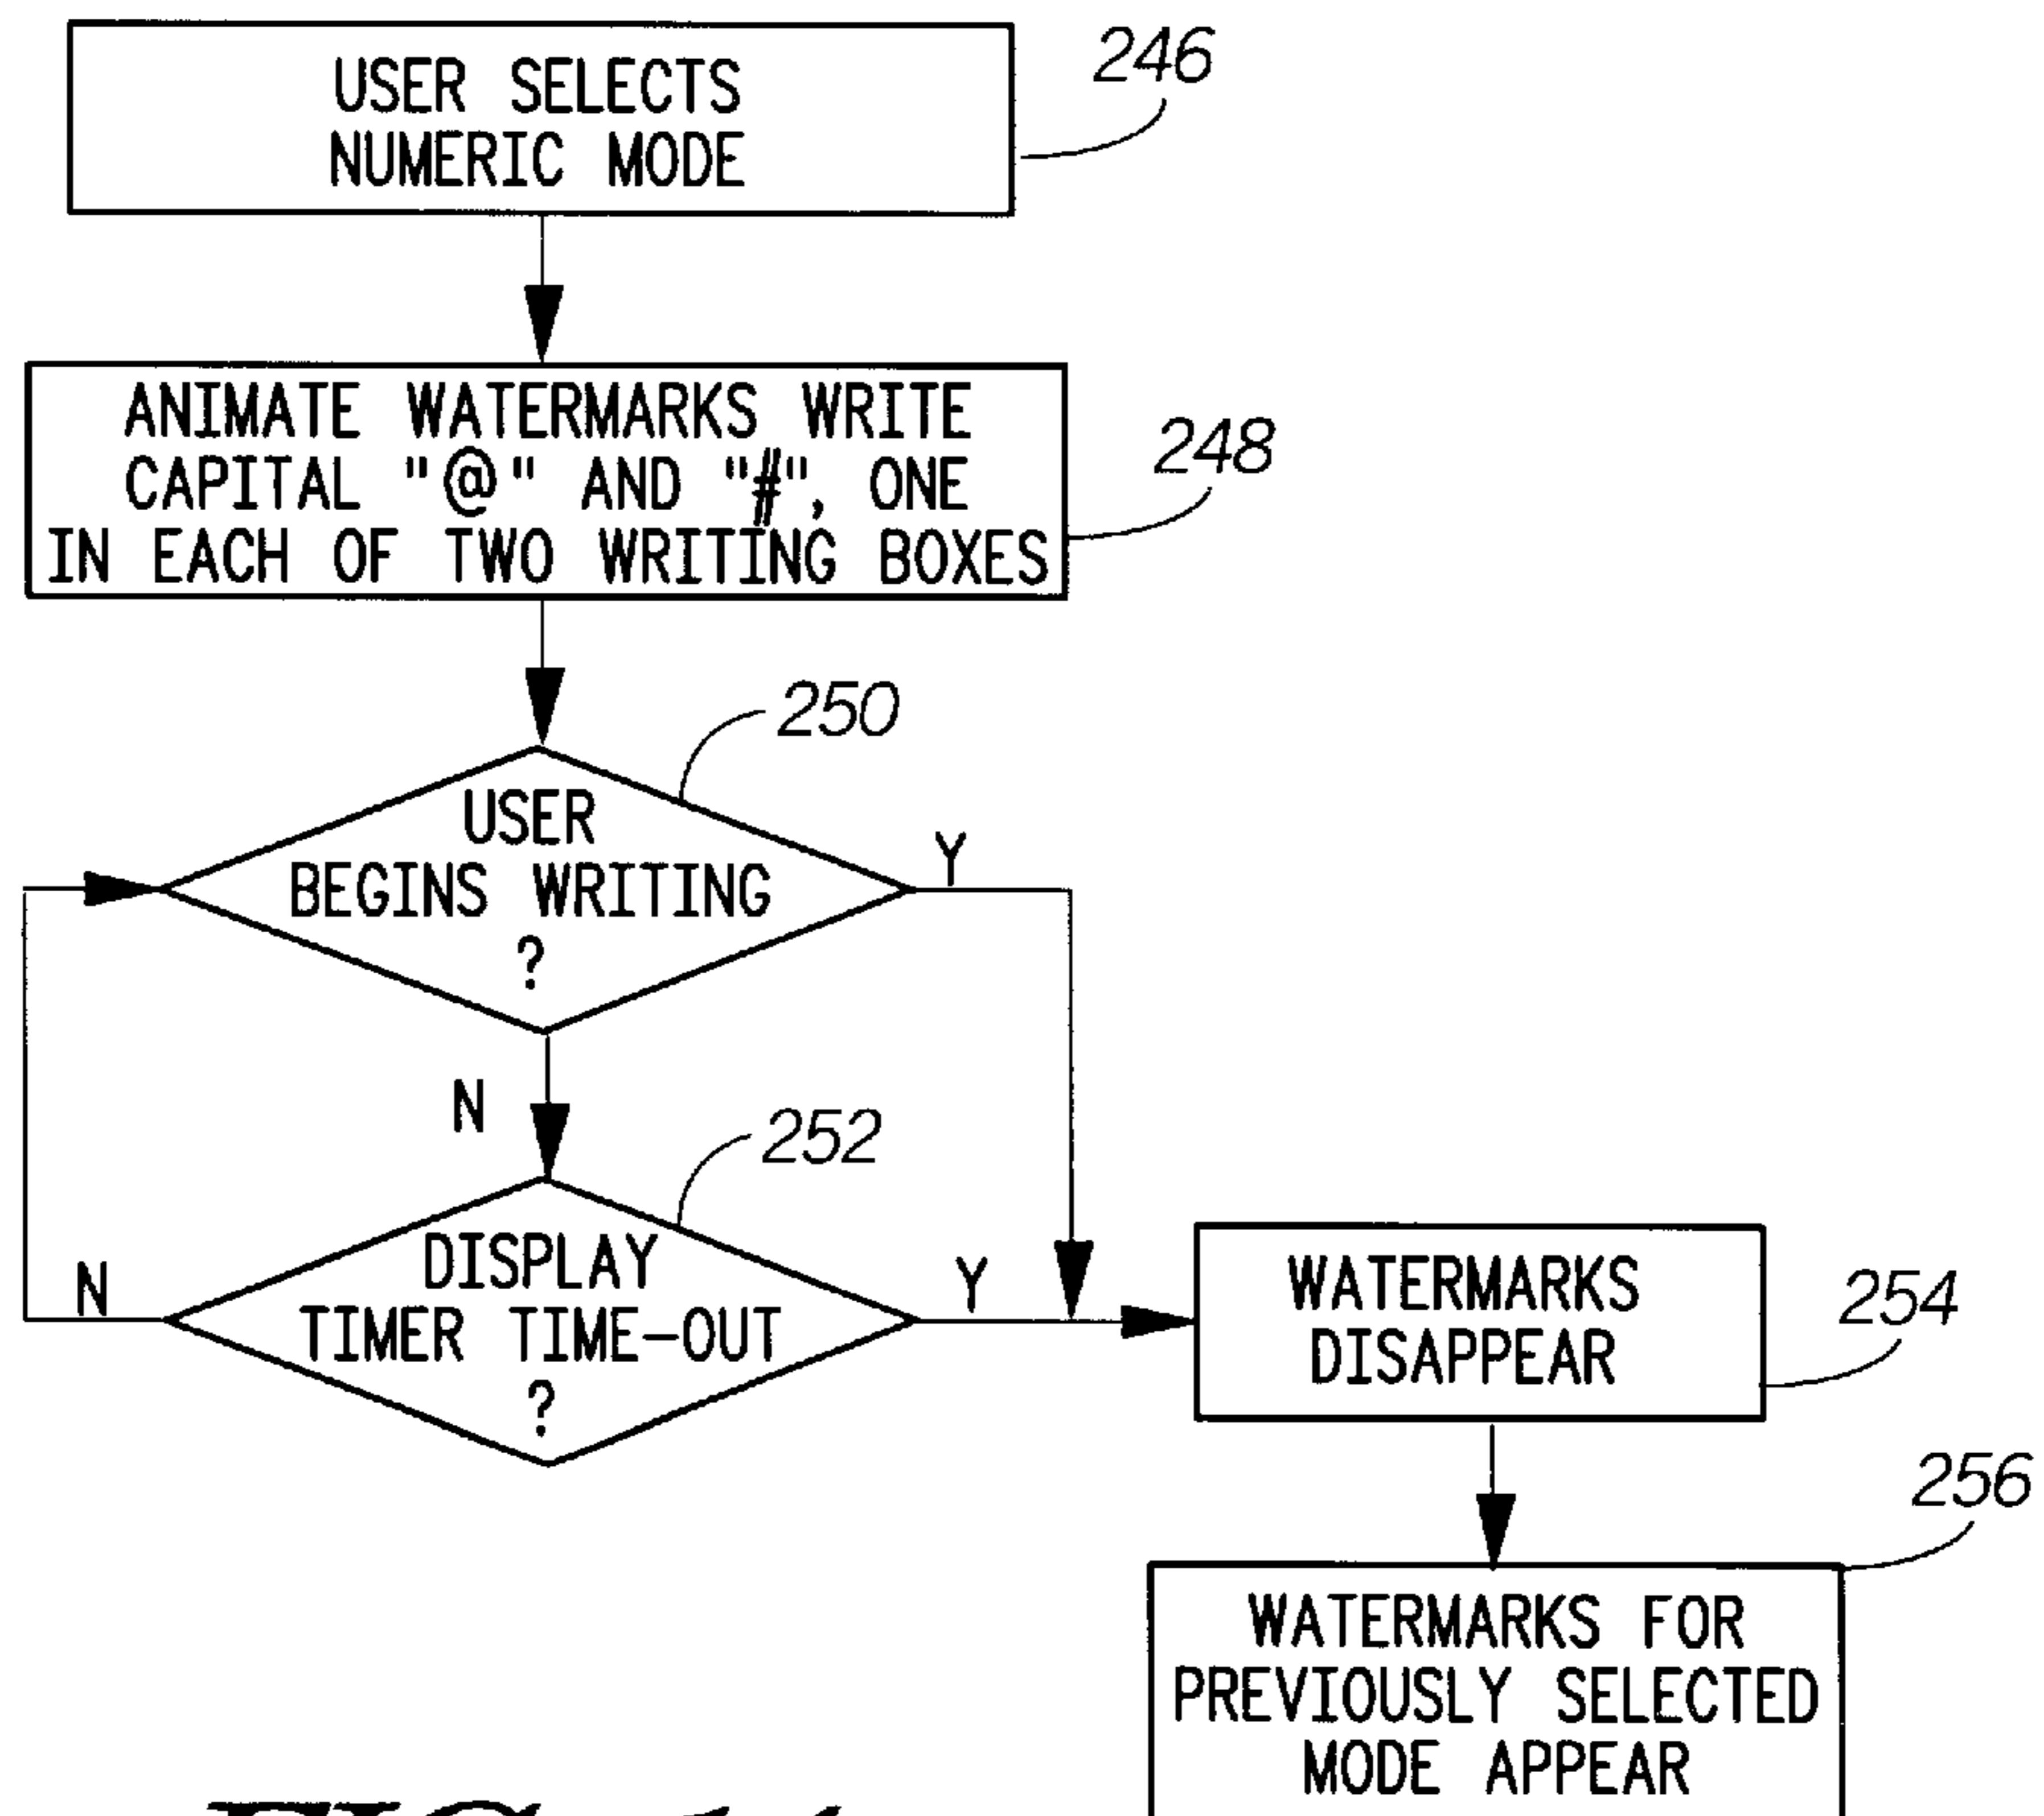 USER SELECTS
NUMERIC MODE
246
ANIMATE WATERMARKS WRITE
CAPITAL "@" AND "#", ONE
IN EACH OF TWO WRITING BOXES
248
250
USER
BEGINS WRITING
?
Y
N
252
DISPLAY
TIMER TIME-OUT
?
N
Y
WATERMARKS
DISAPPEAR
254
256
WATERMARKS FOR
PREVIOUSLY SELECTED
MODE APPEAR